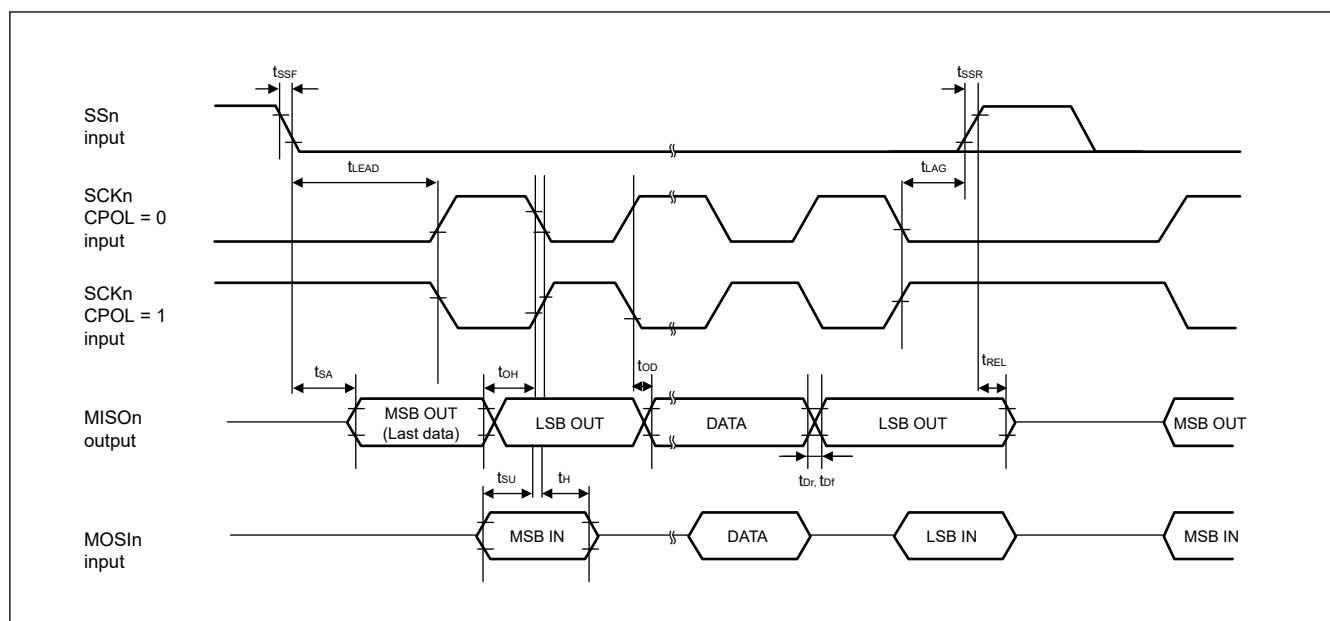 tSSF
tSSR
SSn
input
tLEAD
tLAG
SCKn
CPOL = 0
input
SCKn
CPOL = 1
input
tSA
tOH
tOD
tREL
MISOn
output
MSB OUT
(Last data)
LSB OUT
DATA
LSB OUT
MSB OUT
tSU
tH
tDr, tDf
MOSIn
input
MSB IN
DATA
LSB IN
MSB IN